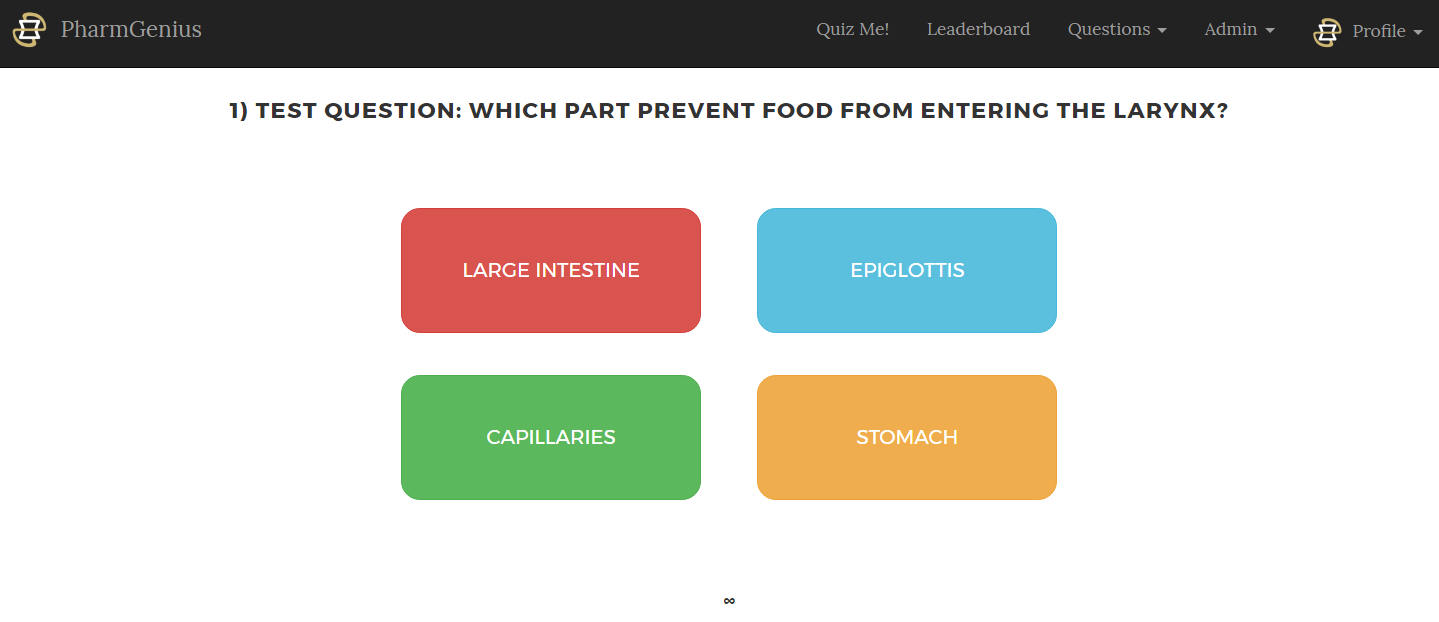 PharmGenius
Quiz Me! Leaderboard Questions Admin Profile
1) TEST QUESTION: WHICH PART PREVENT FOOD FROM ENTERING THE LARYNX?
LARGE INTESTINE
EPIGLOTTIS
CAPILLARIES
STOMACH
∞